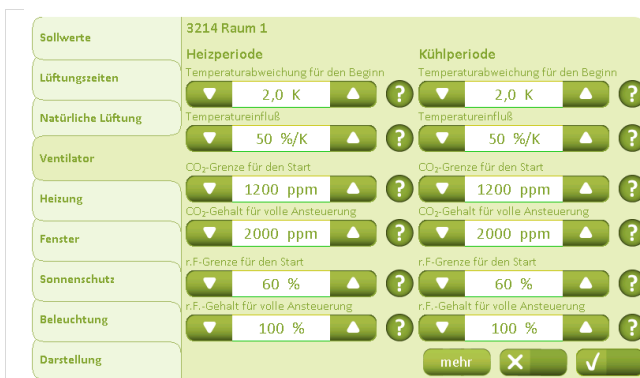 3214 Raum 1
Sollwerte
Lüftungszeiten
Natürliche Lüftung
Ventilator
Heizung
Fenster
Sonnenschutz
Beleuchtung
Darstellung
Heizperiode
Temperaturabweichung für den Beginn
2,0 K
?
Temperatureinfluß
50 %/K
?
CO₂-Grenze für den Start
1200 ppm
?
CO₂-Gehalt für volle Ansteuerung
2000 ppm
?
r.F-Grenze für den Start
60 %
?
r.F.-Gehalt für volle Ansteuerung
100 %
?
Kühlperiode
Temperaturabweichung für den Beginn
2,0 K
?
Temperatureinfluß
50 %/K
?
CO₂-Grenze für den Start
1200 ppm
?
CO₂-Gehalt für volle Ansteuerung
2000 ppm
?
r.F-Grenze für den Start
60 %
?
r.F.-Gehalt für volle Ansteuerung
100 %
?
mehr